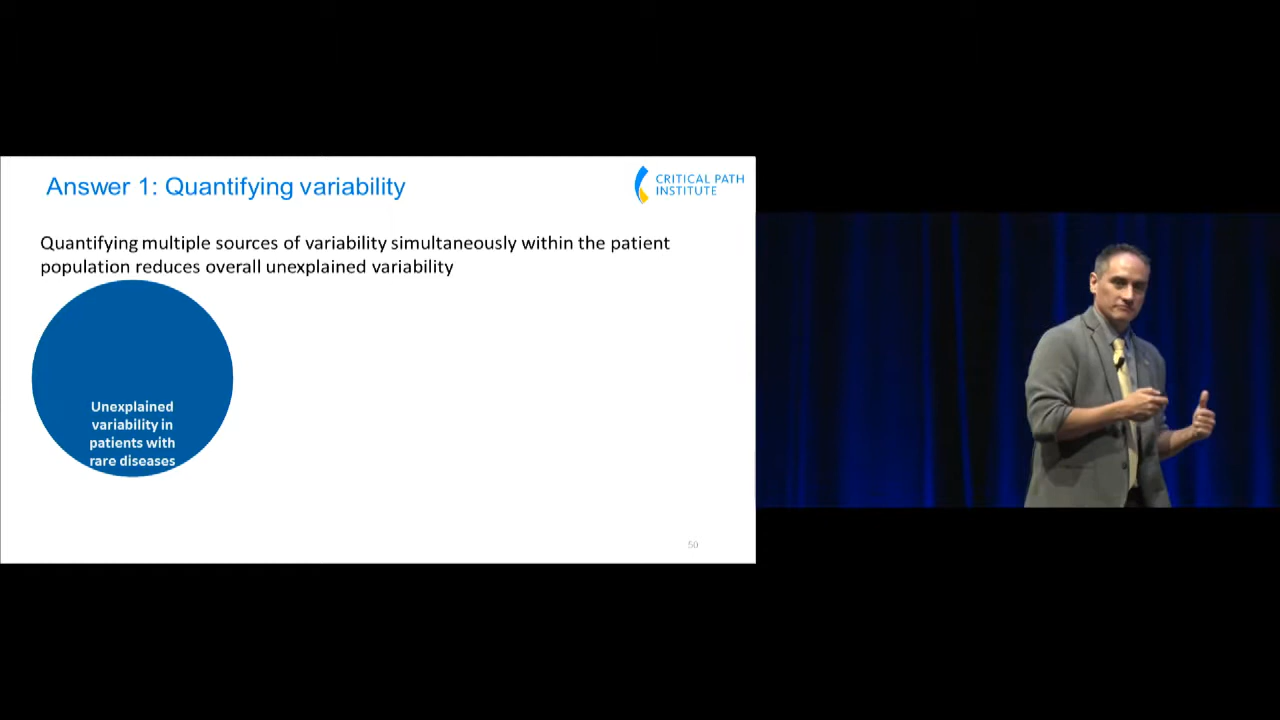 Answer 1: Quantifying variability
CRITICAL PATH
INSTITUTE
Quantifying multiple sources of variability simultaneously within the patient
population reduces overall unexplained variability
Unexplained
variability in
patients with
rare diseases
50